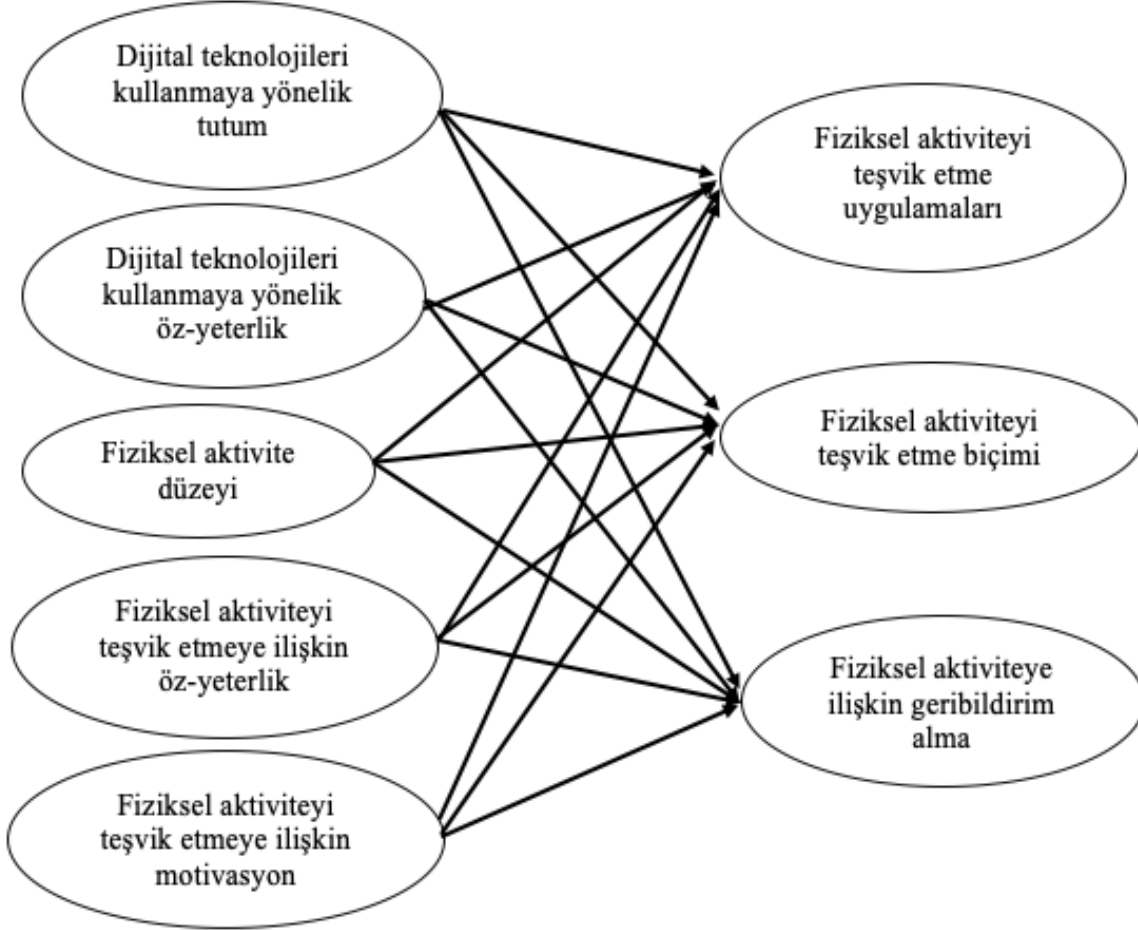 Dijital teknolojileri
kullanmaya yönelik
tutum
Dijital teknolojileri
kullanmaya yönelik
öz-yeterlik
Fiziksel aktivite
düzeyi
Fiziksel aktiviteyi
teşvik etmeye ilişkin
öz-yeterlik
Fiziksel aktiviteyi
teşvik etmeye ilişkin
motivasyon
Fiziksel aktiviteyi
teşvik etme
uygulamaları
Fiziksel aktiviteyi
teşvik etme biçimi
Fiziksel aktiviteye
ilişkin geribildirim
alma